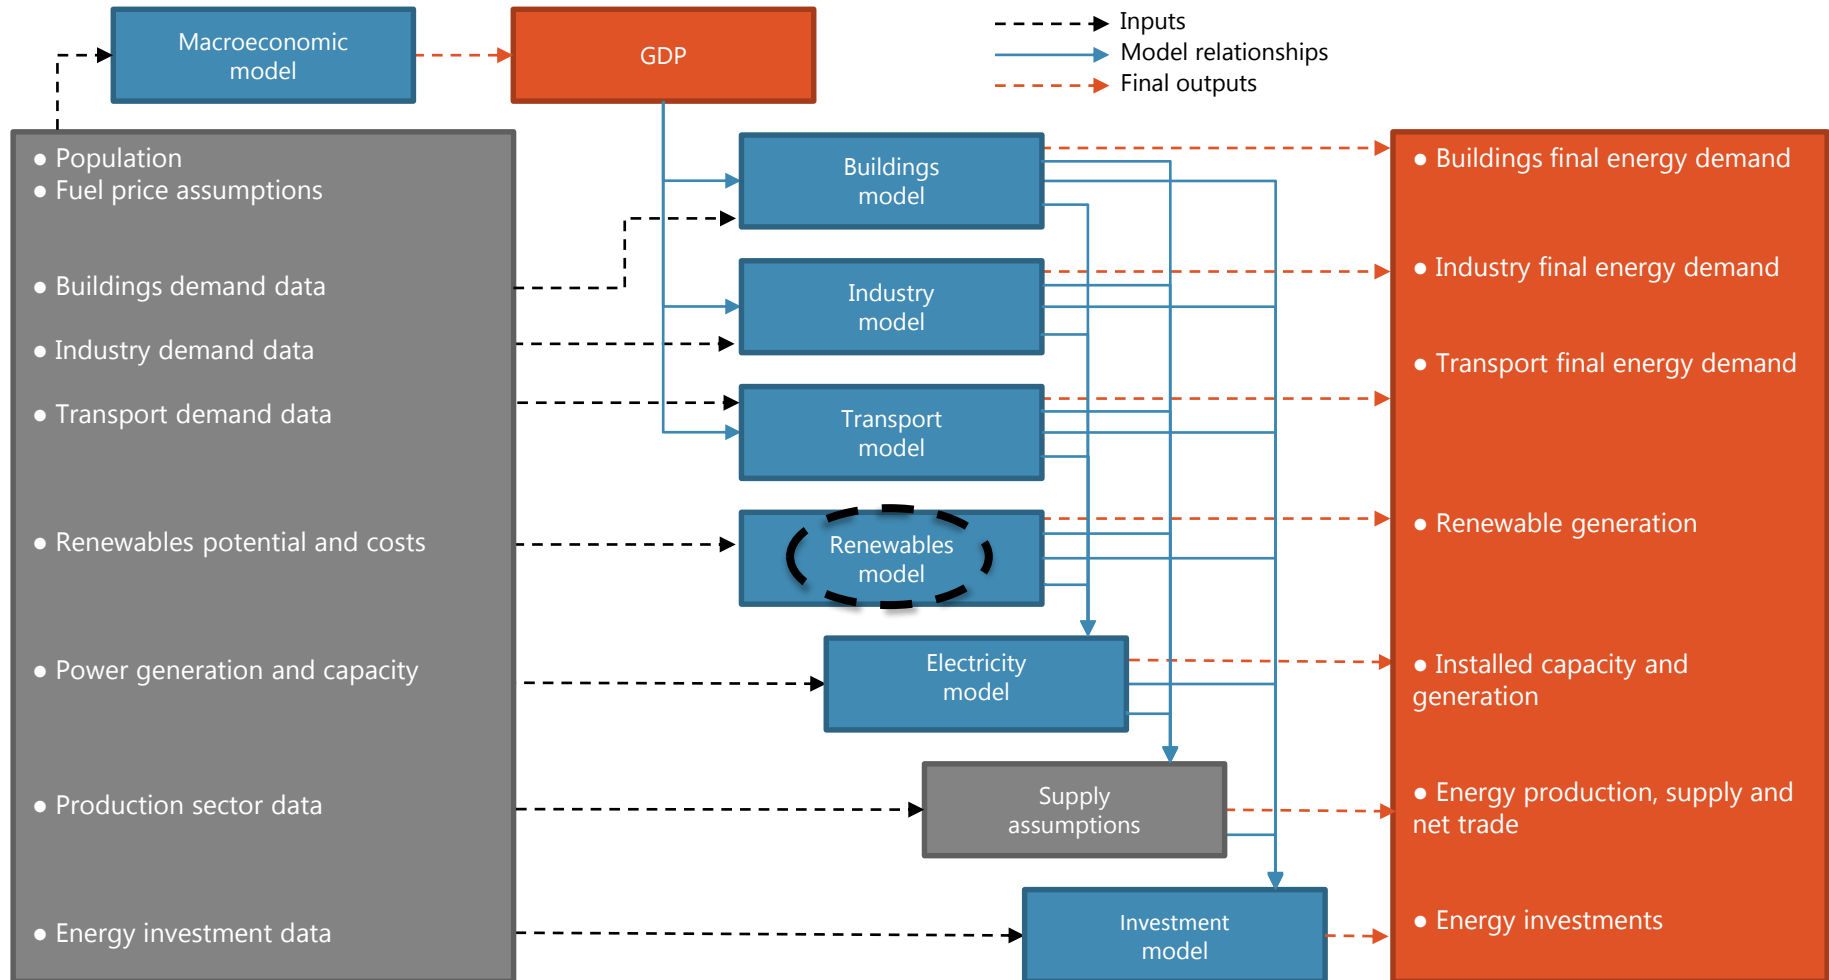 Macroeconomic
model
GDP
Inputs
Model relationships
Final outputs
● Population
● Fuel price assumptions
● Buildings demand data
● Industry demand data
● Transport demand data
● Renewables potential and costs
● Power generation and capacity
● Production sector data
● Energy investment data
Buildings
model
Industry
model
Transport
model
Renewables
model
Electricity
model
Supply
assumptions
Investment
model
● Buildings final energy demand
● Industry final energy demand
● Transport final energy demand
● Renewable generation
● Installed capacity and
generation
● Energy production, supply and
net trade
● Energy investments